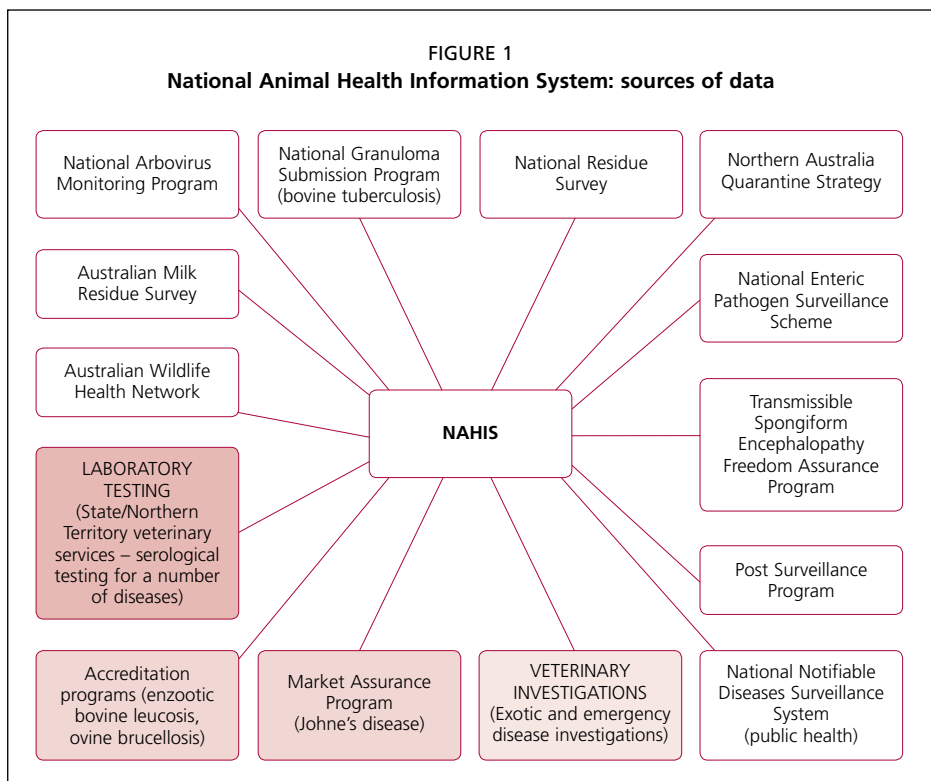 FIGURE 1
National Animal Health Information System: sources of data
National Arbovirus
Monitoring Program
National Granuloma
Submission Program
(bovine tuberculosis)
National Residue
Survey
Northern Australia
Quarantine Strategy
Australian Milk
Residue Survey
National Enteric
Pathogen Surveillance
Scheme
Australian Wildlife
Health Network
NAHIS
Transmissible
Spongiform
Encephalopathy
Freedom Assurance
Program
LABORATORY
TESTING
(State/Northern
Territory veterinary
services – serological
testing for a number
of diseases)
Post Surveillance
Program
Accreditation
programs (enzootic
bovine leucosis,
ovine brucellosis)
Market Assurance
Program
(Johne's disease)
VETERINARY
INVESTIGATIONS
(Exotic and emergency
disease investigations)
National Notifiable
Diseases Surveillance
System
(public health)